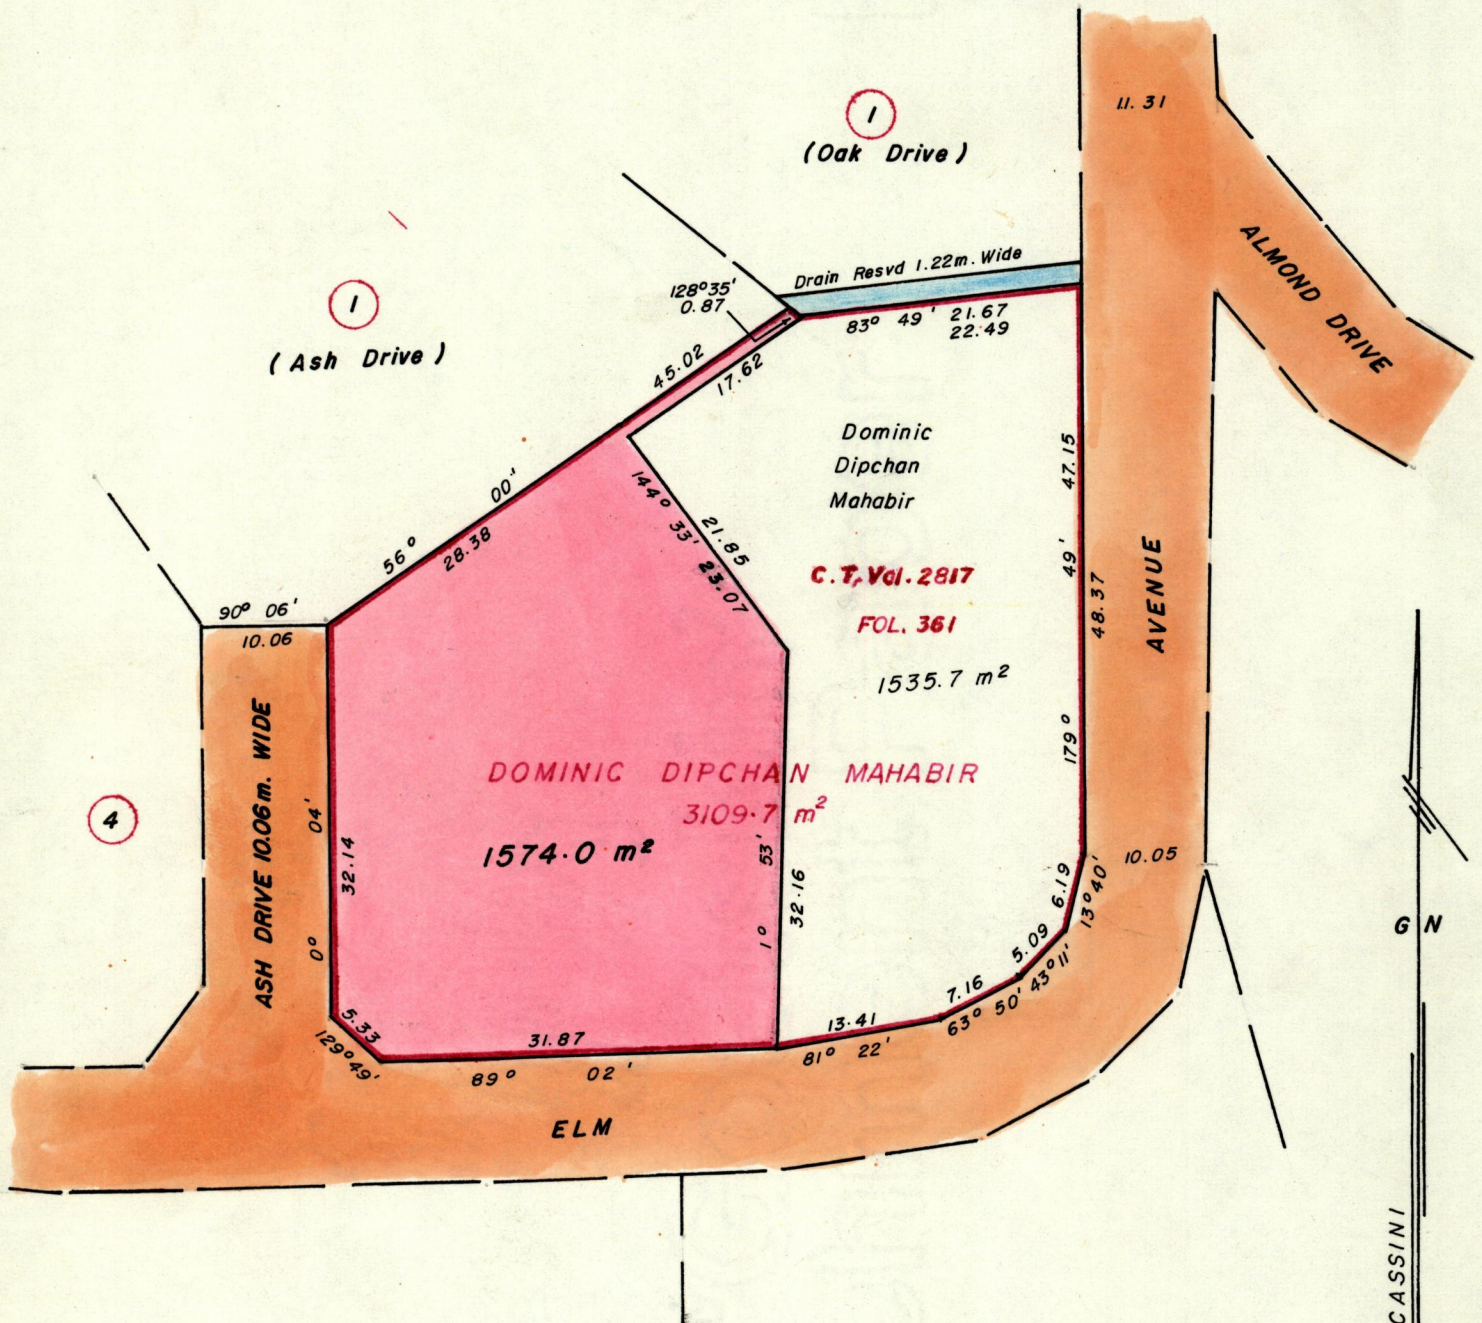 11.31
1
(Oak Drive)
ALMOND DRIVE
Drain Resvd 1.22m. Wide
128°35'
0.87
1
(Ash Drive)
83° 49' 21.67
22.49
45.02
17.62
56° 00'
28.38
Dominic
Dipchan
Mahabir
47.15
179° 49'
48.37
AVENUE
144° 33' 21.85
23.07
C.T. Vol. 2817
FOL. 361
1535.7 m²
90° 06'
10.06
ASH DRIVE 10.06m. WIDE
DOMINIC DIPCHAN MAHABIR
3109.7 m²
4
0° 04'
32.14
1574.0 m²
1° 53'
32.16
10.05
6.19
13°40'
5.09
43°11'
7.16
63° 50'
G N
5.33
129°49'
31.87
89° 02'
13.41
81° 22'
ELM
CASSINI